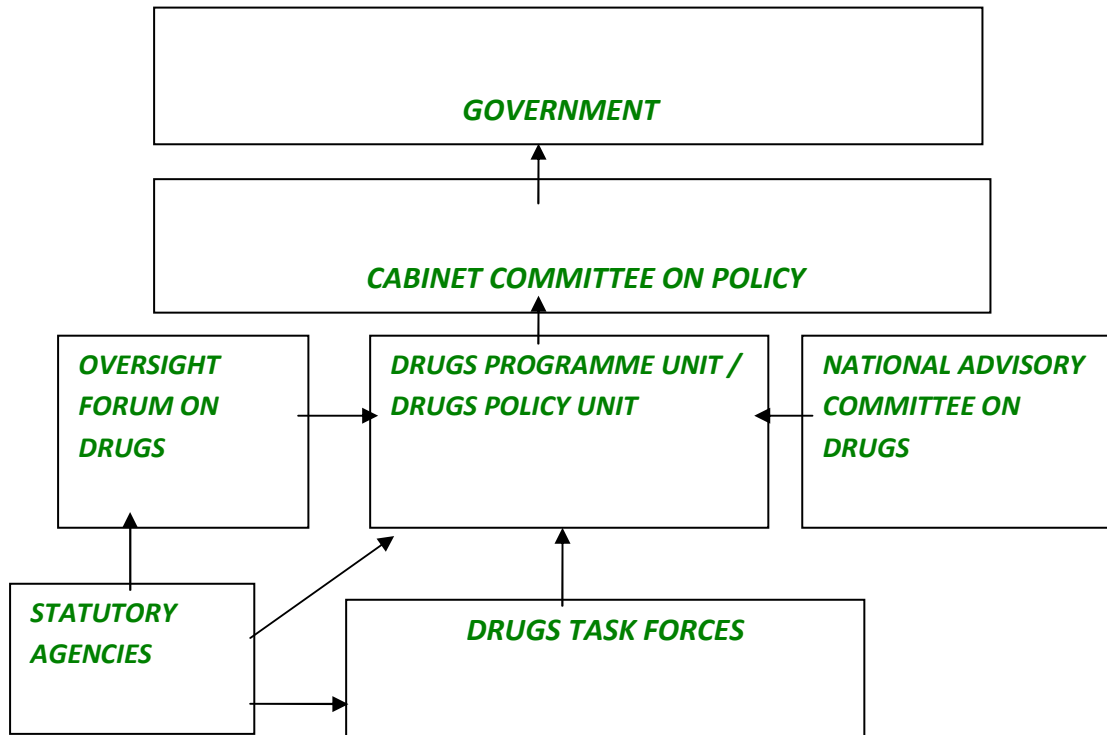 GOVERNMENT
CABINET COMMITTEE ON POLICY
OVERSIGHT
FORUM ON
DRUGS
DRUGS PROGRAMME UNIT /
DRUGS POLICY UNIT
NATIONAL ADVISORY
COMMITTEE ON
DRUGS
STATUTORY
AGENCIES
DRUGS TASK FORCES